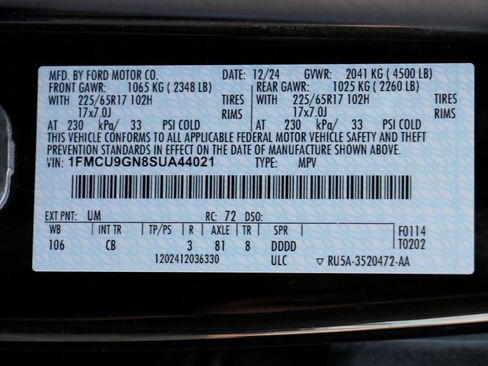 MFD. BY FORD MOTOR CO. DATE: 12/24 GVWR: 2041 KG ( 4500 LB)
FRONT GAWR: 1065 KG ( 2348 LB) REAR GAWR: 1025 KG ( 2260 LB)
WITH 225/65R17 102H TIRES WITH 225/65R17 102H TIRES
17x7.0J RIMS 17x7.0J RIMS
AT 230 kPa/ 33 PSI COLD AT 230 kPa/ 33 PSI COLD
THIS VEHICLE CONFORMS TO ALL APPLICABLE FEDERAL MOTOR VEHICLE SAFETY AND THEFT
PREVENTION STANDARDS IN EFFECT ON THE DATE OF MANUFACTURE SHOWN ABOVE.
VIN: 1FMCU9GN8SUA44021 TYPE: MPV
EXT PNT: UM RC: 72 DSO:
WB INT TR TP/PS R AXLE TR SPR F0114
106 CB 3 81 8 DDDD T0202
1202412036330 ULC ▽ RU5A-3520472-AA